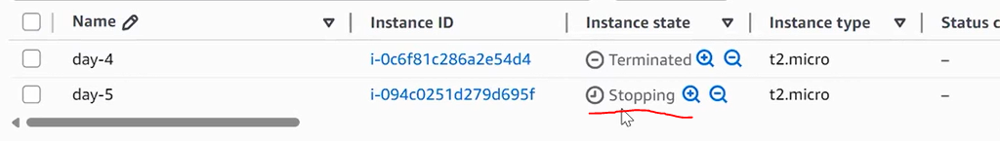 Name Instance ID Instance state Instance type Status c
day-4 i-0c6f81c286a2e54d4 Terminated t2.micro –
day-5 i-094c0251d279d695f Stopping t2.micro –